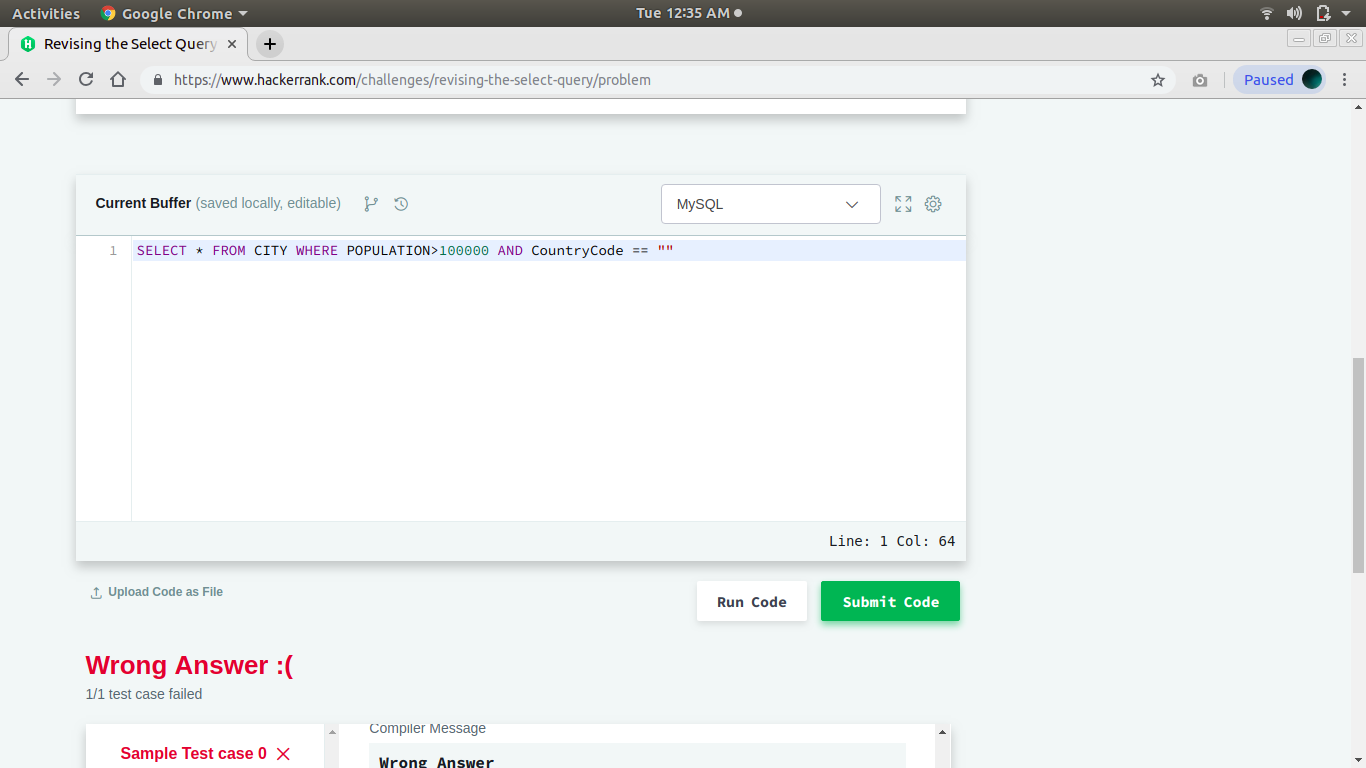 Activities Google Chrome Tue 12:35 AM
Revising the Select Query
https://www.hackerrank.com/challenges/revising-the-select-query/problem Paused
Current Buffer (saved locally, editable) MySQL
1 SELECT * FROM CITY WHERE POPULATION>100000 AND CountryCode == ""
Line: 1 Col: 64
Upload Code as File Run Code Submit Code
Wrong Answer :(
1/1 test case failed
Compiler Message
Sample Test case 0
Wrong Answer